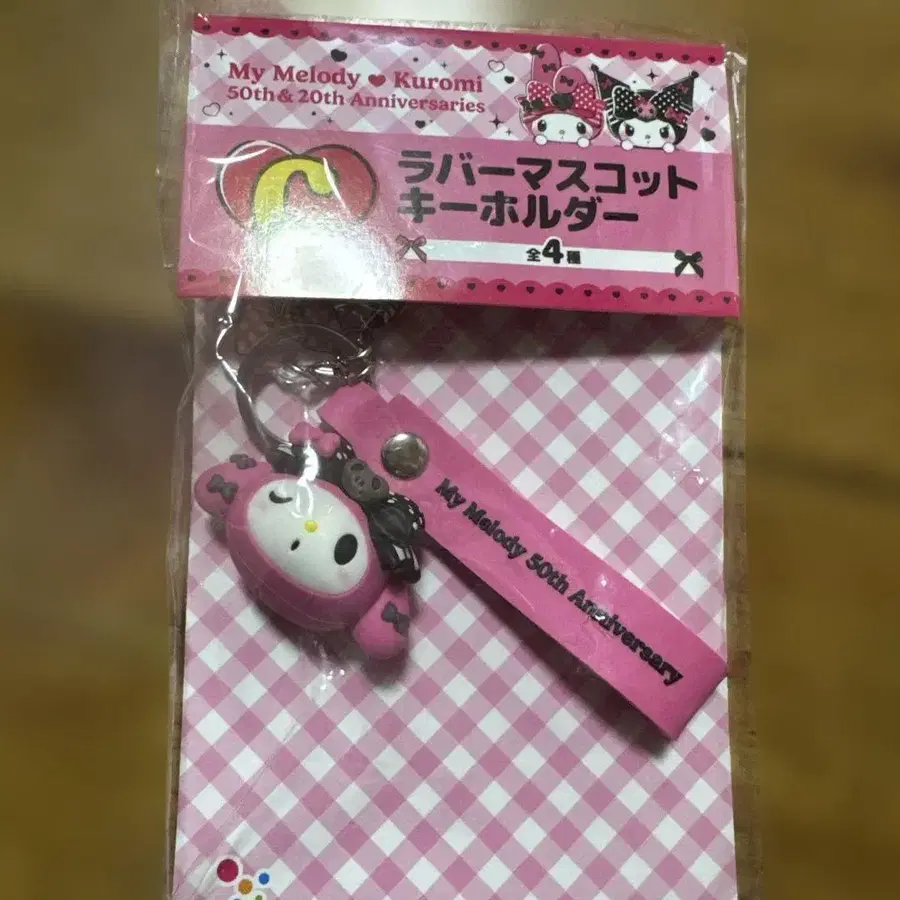 My Melody ♥ Kuromi
50th & 20th Anniversaries
C
ラバーマスコット
キーホルダー
全4種
My Melody 50th Anniversary